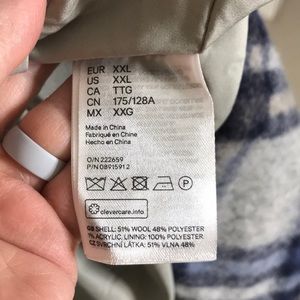 EUR XXL
US XXL
CA TTG
CN 175/128A
MX XXG
Made in China
Fabriqué en Chine
Hecho en China
O/N 222659
P/N 08915912
clevercare.info
GB SHELL: 51% WOOL 48% POLYESTER
1% ACRYLIC. LINING: 100% POLYESTER
CZ SVRCHNÍ LÁTKA: 51% VLNA 48%